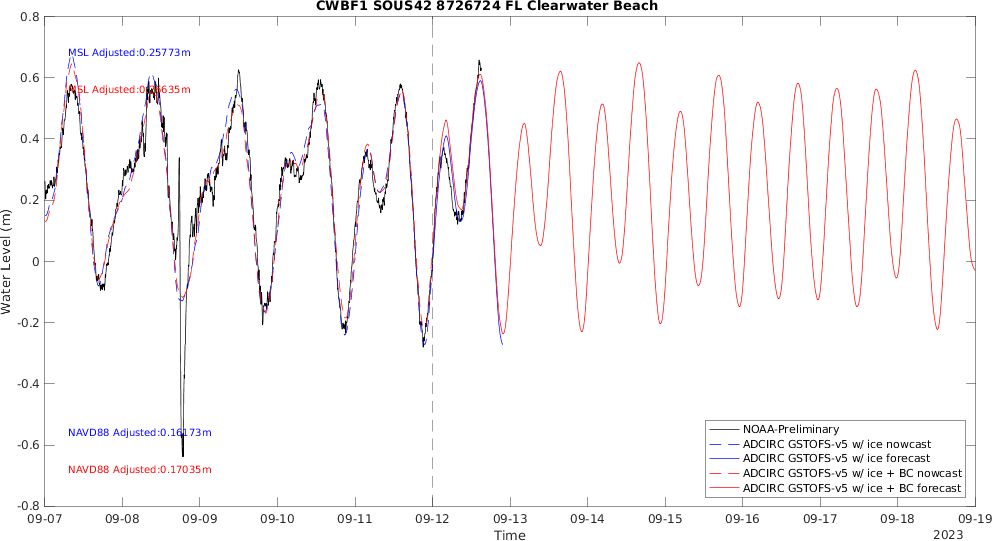 CWBF1 SOUS42 8726724 FL Clearwater Beach
0.8
0.6
0.4
0.2
0
-0.2
-0.4
-0.6
-0.8
Water Level (m)
MSL Adjusted:0.25773m
MSL Adjusted:0.26635m
NAVD88 Adjusted:0.16173m
NAVD88 Adjusted:0.17035m
NOAA-Preliminary
ADCIRC GSTOFS-v5 w/ ice nowcast
ADCIRC GSTOFS-v5 w/ ice forecast
ADCIRC GSTOFS-v5 w/ ice + BC nowcast
ADCIRC GSTOFS-v5 w/ ice + BC forecast
09-07 09-08 09-09 09-10 09-11 09-12 09-13 09-14 09-15 09-16 09-17 09-18 09-19
Time
2023